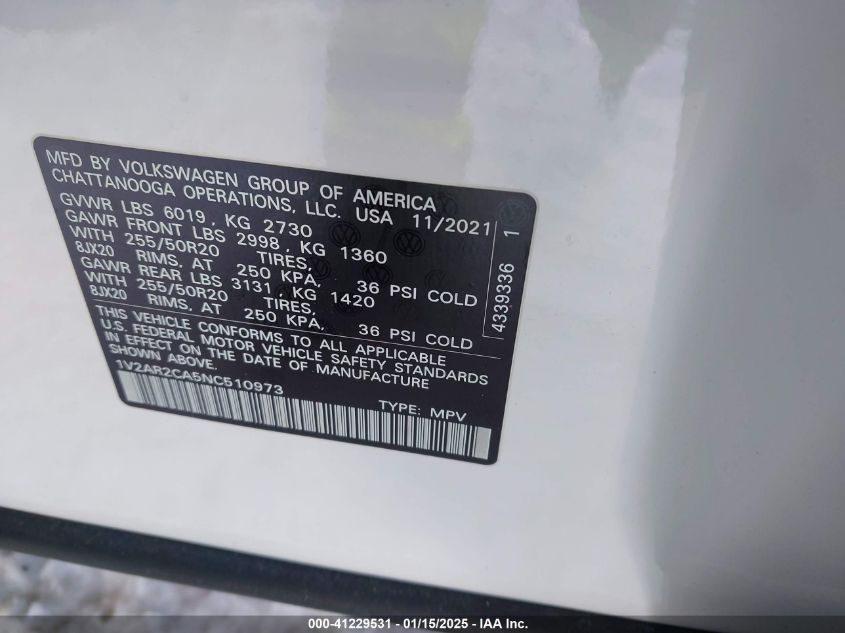 MFD BY VOLKSWAGEN GROUP OF AMERICA
CHATTANOOGA OPERATIONS, LLC. USA 11/2021
GVWR LBS 6019, KG 2730
GAWR FRONT LBS 2998, KG 1360
WITH 255/50R20 TIRES,
8JX20 RIMS, AT 250 KPA, 36 PSI COLD
GAWR REAR LBS 3131, KG 1420
WITH 255/50R20 TIRES,
8JX20 RIMS, AT 250 KPA, 36 PSI COLD
THIS VEHICLE CONFORMS TO ALL APPLICABLE
U.S. FEDERAL MOTOR VEHICLE SAFETY STANDARDS
IN EFFECT ON THE DATE OF MANUFACTURE
SHOWN ABOVE.
1V2AR2CA5NC510973
TYPE: MPV
4339336 1
000-41229531 - 01/15/2025 - IAA Inc.